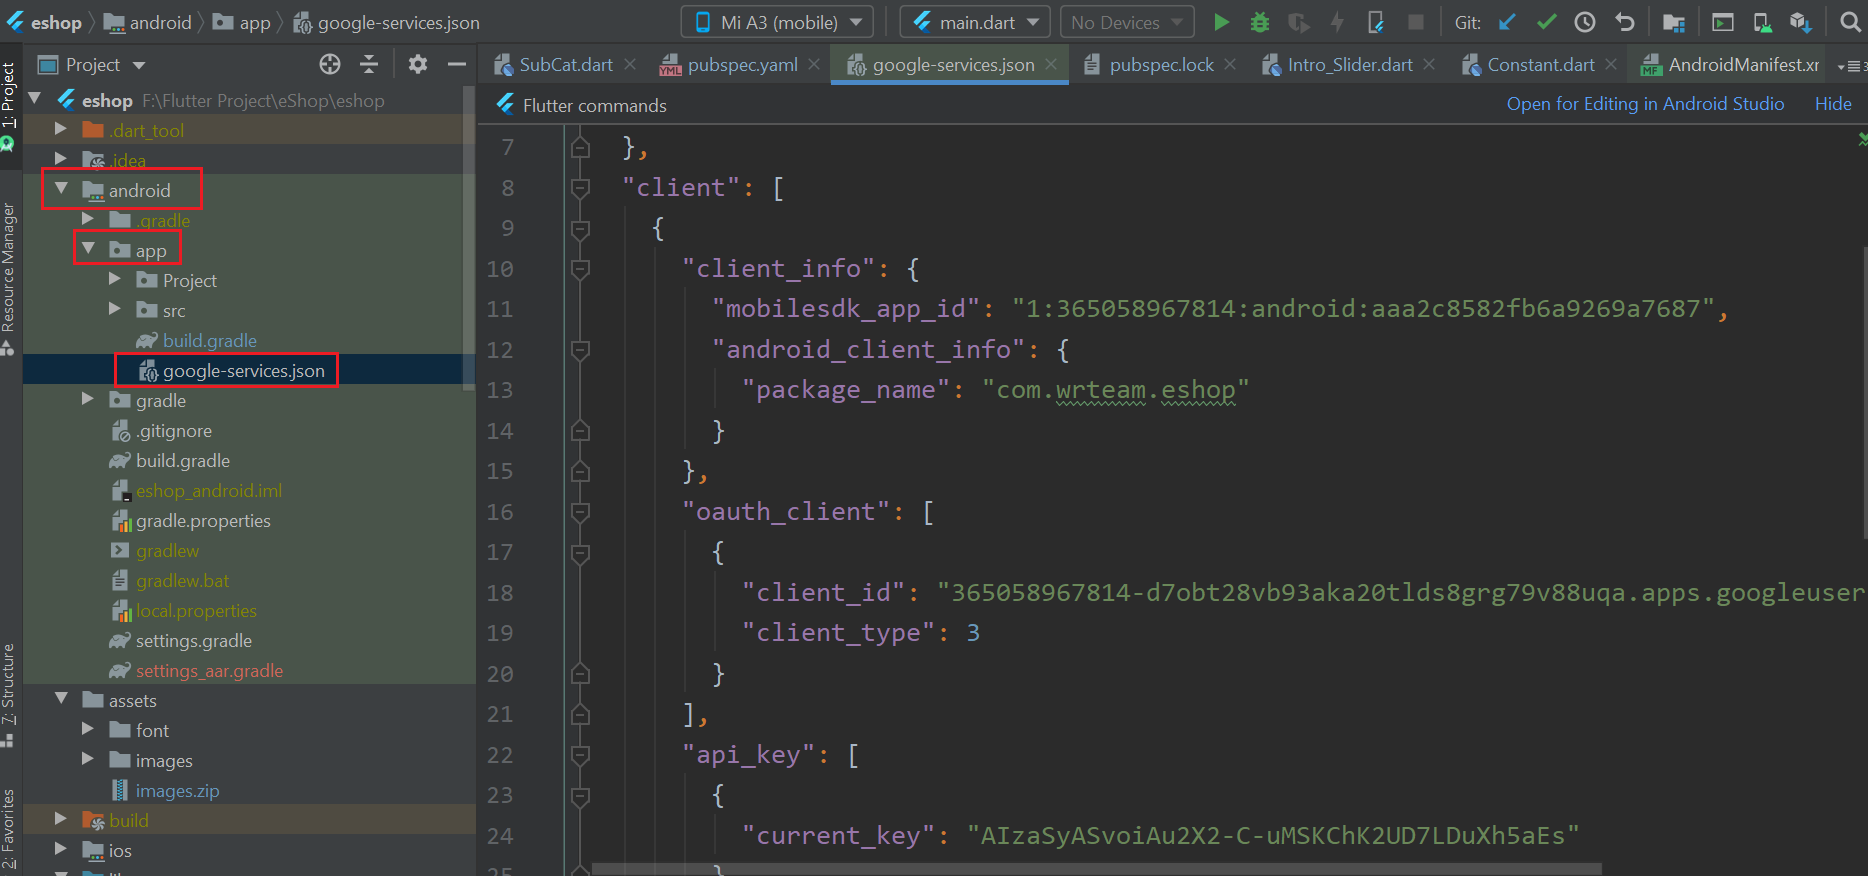 eshop android app google-services.json Mi A3 (mobile) main.dart No Devices Git:
Project SubCat.dart pubspec.yaml google-services.json pubspec.lock Intro_Slider.dart Constant.dart AndroidManifest.xr
1: Project
Resource Manager
7: Structure
2: Favorites
eshop F:\Flutter Project\eShop\eshop
.dart_tool
.idea
android
.gradle
app
Project
src
build.gradle
google-services.json
gradle
.gitignore
build.gradle
eshop_android.iml
gradle.properties
gradlew
gradlew.bat
local.properties
settings.gradle
settings_aar.gradle
assets
font
images
images.zip
build
ios
Flutter commands Open for Editing in Android Studio Hide
7 },
8 "client": [
9 {
10 "client_info": {
11 "mobilesdk_app_id": "1:365058967814:android:aaa2c8582fb6a9269a7687",
12 "android_client_info": {
13 "package_name": "com.wrteam.eshop"
14 }
15 },
16 "oauth_client": [
17 {
18 "client_id": "365058967814-d7obt28vb93aka20tlds8grg79v88uqa.apps.googleuser
19 "client_type": 3
20 }
21 ],
22 "api_key": [
23 {
24 "current_key": "AIzaSyASvoiAu2X2-C-uMSKChK2UD7LDuXh5aEs"
25 }